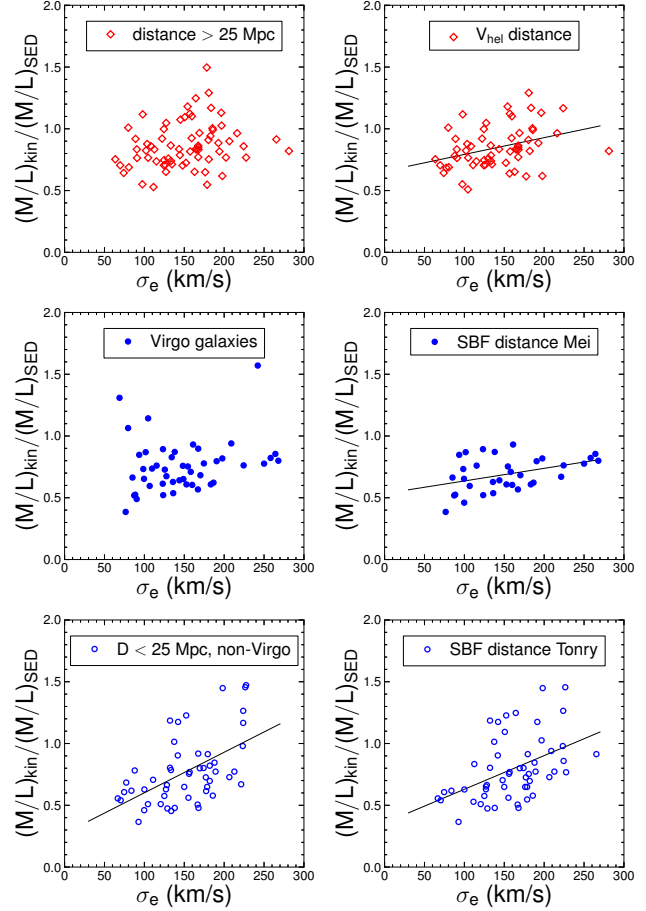 distance > 25 Mpc
2.0
1.5
1.0
0.5
0.0
(M/L)kin/(M/L)SED
0 50 100 150 200 250 300
σe (km/s)
Vhel distance
2.0
1.5
1.0
0.5
0.0
(M/L)kin/(M/L)SED
0 50 100 150 200 250 300
σe (km/s)
Virgo galaxies
2.0
1.5
1.0
0.5
0.0
(M/L)kin/(M/L)SED
0 50 100 150 200 250 300
σe (km/s)
SBF distance Mei
2.0
1.5
1.0
0.5
0.0
(M/L)kin/(M/L)SED
0 50 100 150 200 250 300
σe (km/s)
D < 25 Mpc, non-Virgo
2.0
1.5
1.0
0.5
0.0
(M/L)kin/(M/L)SED
0 50 100 150 200 250 300
σe (km/s)
SBF distance Tonry
2.0
1.5
1.0
0.5
0.0
(M/L)kin/(M/L)SED
0 50 100 150 200 250 300
σe (km/s)